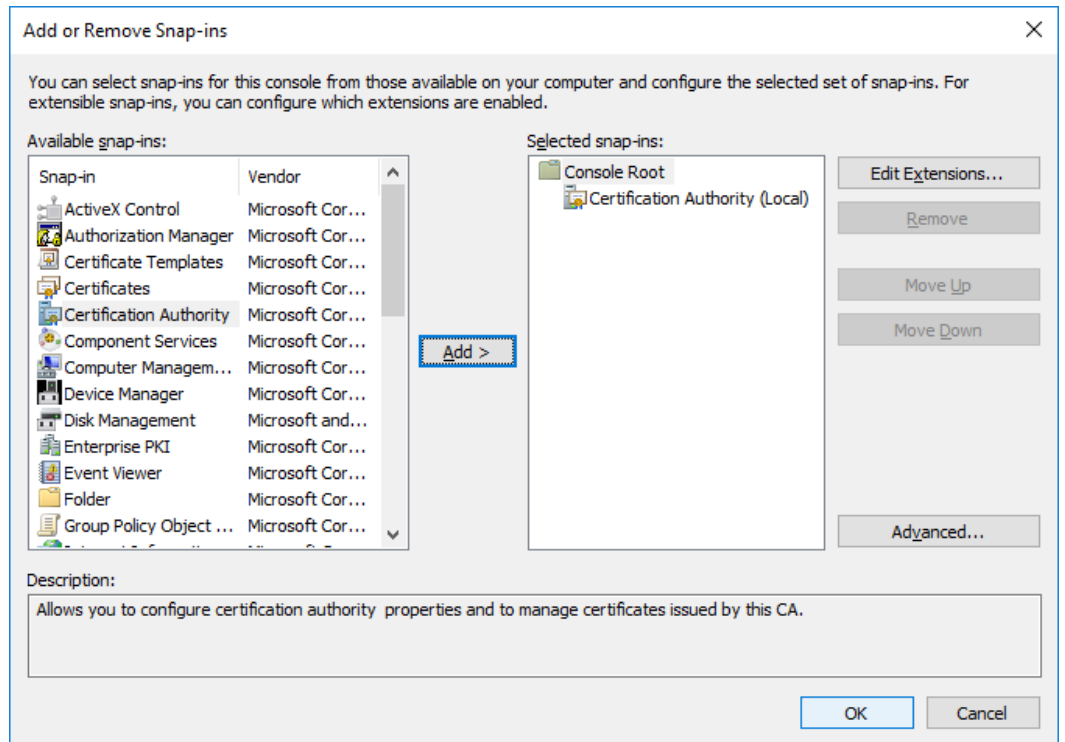 Add or Remove Snap-ins
You can select snap-ins for this console from those available on your computer and configure the selected set of snap-ins. For
extensible snap-ins, you can configure which extensions are enabled.
Available snap-ins:
Selected snap-ins:
Snap-in Vendor
ActiveX Control Microsoft Cor...
Authorization Manager Microsoft Cor...
Certificate Templates Microsoft Cor...
Certificates Microsoft Cor...
Certification Authority Microsoft Cor...
Component Services Microsoft Cor...
Computer Managem... Microsoft Cor...
Device Manager Microsoft Cor...
Disk Management Microsoft and...
Enterprise PKI Microsoft Cor...
Event Viewer Microsoft Cor...
Folder Microsoft Cor...
Group Policy Object ... Microsoft Cor...
Add >
Console Root
Certification Authority (Local)
Edit Extensions...
Remove
Move Up
Move Down
Advanced...
Description:
Allows you to configure certification authority properties and to manage certificates issued by this CA.
OK
Cancel